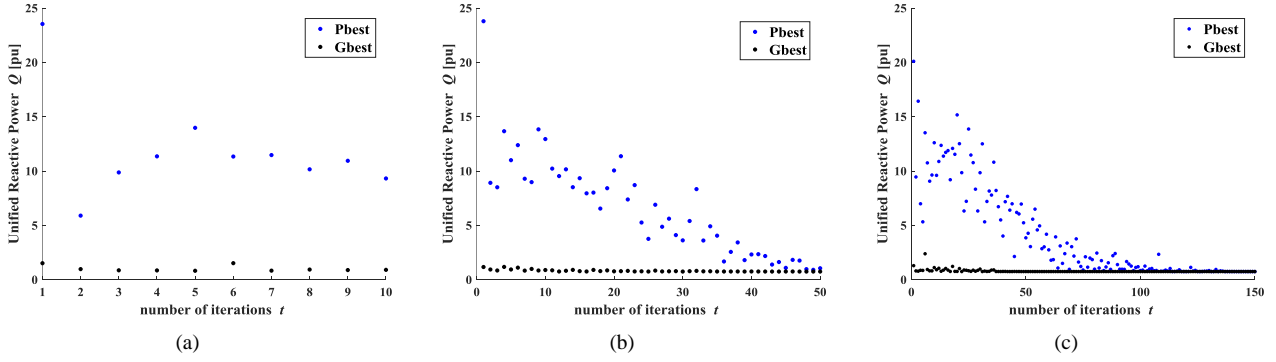 25
20
15
10
5
0
Unified Reactive Power Q [pu]
Pbest
Gbest
1 2 3 4 5 6 7 8 9 10
number of iterations t
(a)
25
20
15
10
5
0
Unified Reactive Power Q [pu]
Pbest
Gbest
0 10 20 30 40 50
number of iterations t
(b)
25
20
15
10
5
0
Unified Reactive Power Q [pu]
Pbest
Gbest
0 50 100 150
number of iterations t
(c)